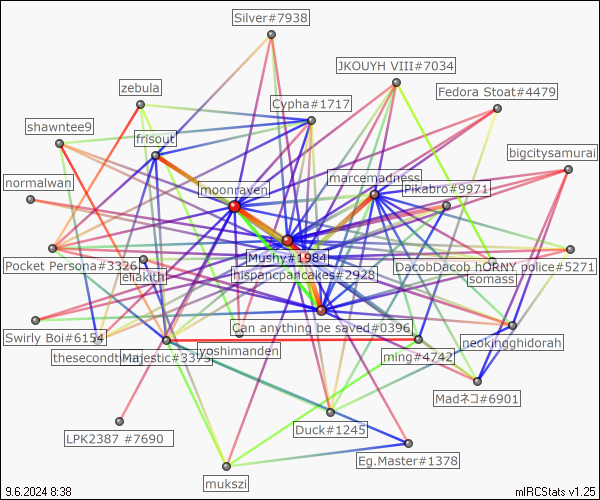 Silver#7938
JKOUYH VIII#7034
zebula
Fedora Stoat#4479
Cypha#1717
shawntee9
frisout
bigcitysamurai
marcemadness
normalwan
moonraven
Pikabro#9971
Mushy#1984
Pocket Persona#3326
DacobDacob hORNY police#5271
eliakith
hispancpancakes#2928
somass
Can anything be saved#0396
Swirly Boi#6154
neokingghidorah
thesecondtim
Majestic#3375
yoshimanden
ming#4742
Madネコ#6901
Duck#1245
LPK2387 #7690
Eg.Master#1378
mukszi
9.6.2024 8:38
mIRCStats v1.25